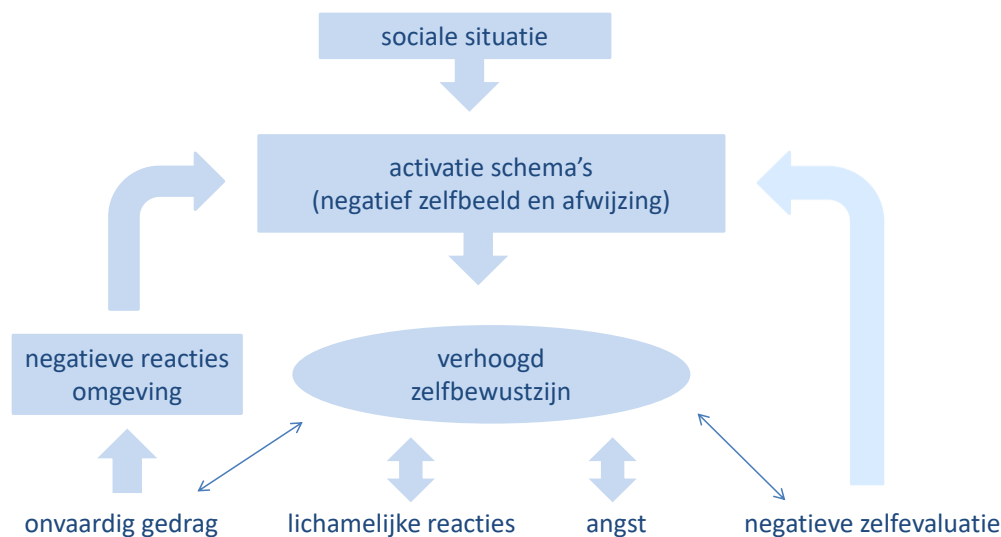 sociale situatie
activatie schema's
(negatief zelfbeeld en afwijzing)
negatieve reacties
omgeving
verhoogd
zelfbewustzijn
onvaardig gedrag
lichamelijke reacties
angst
negatieve zelfevaluatie